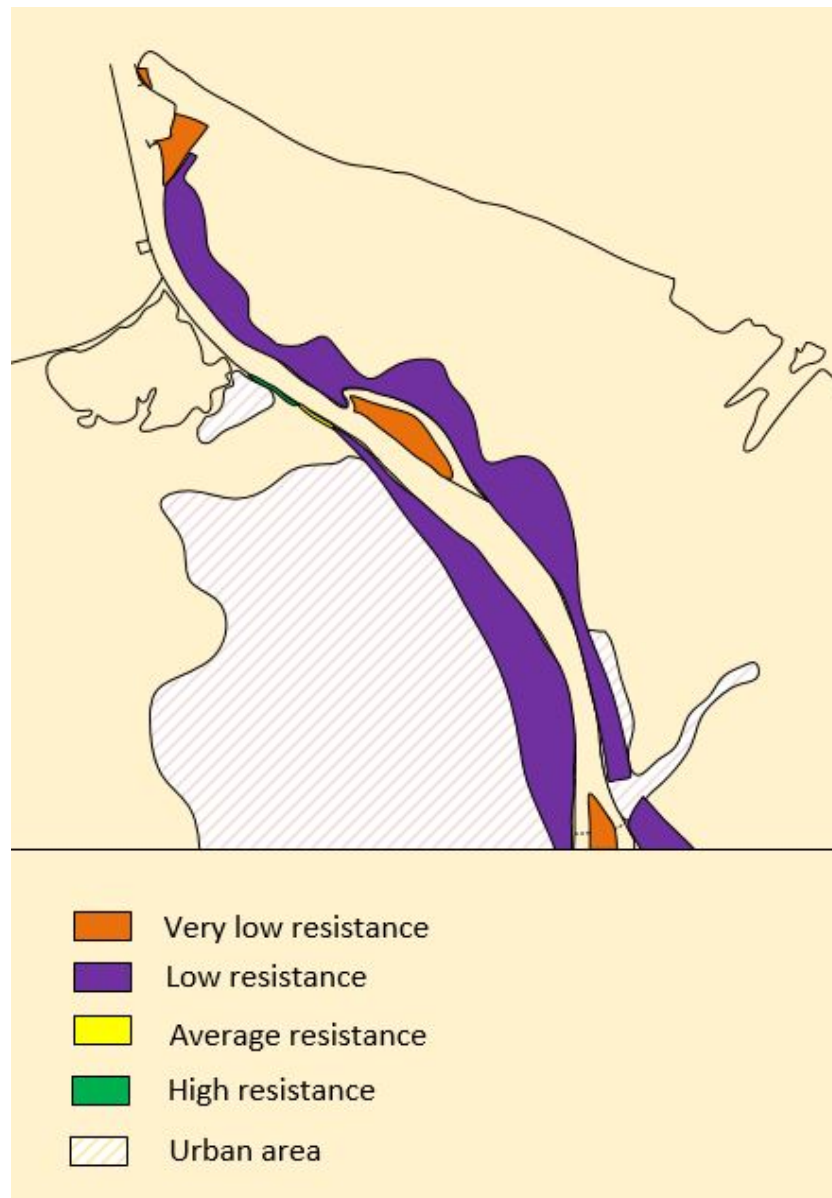 Very low resistance
Low resistance
Average resistance
High resistance
Urban area